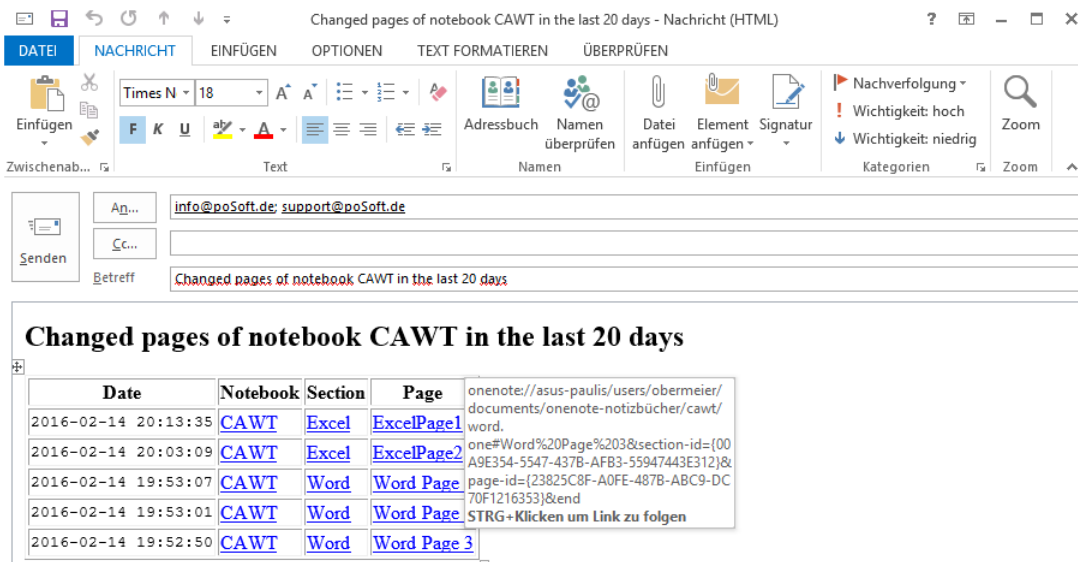 Changed pages of notebook CAWT in the last 20 days - Nachricht (HTML)
?
DATEI NACHRICHT EINFÜGEN OPTIONEN TEXT FORMATIEREN ÜBERPRÜFEN
Einfügen
Times N 18
F K U
Adressbuch
Namen überprüfen
Datei anfügen
Element anfügen
Signatur
Nachverfolgung
Wichtigkeit: hoch
Wichtigkeit: niedrig
Zoom
Zwischenab... Text Namen Einfügen Kategorien Zoom
Senden
An... info@poSoft.de; support@poSoft.de
Cc...
Betreff Changed pages of notebook CAWT in the last 20 days
Changed pages of notebook CAWT in the last 20 days
Date Notebook Section Page
2016-02-14 20:13:35 CAWT Excel ExcelPage1
2016-02-14 20:03:09 CAWT Excel ExcelPage2
2016-02-14 19:53:07 CAWT Word Word Page
2016-02-14 19:53:01 CAWT Word Word Page
2016-02-14 19:52:50 CAWT Word Word Page 3
onenote://asus-paulis/users/obermeier/
documents/onenote-notizbücher/cawt/
word.
one#Word%20Page%203&section-id={00
A9E354-5547-437B-AFB3-55947443E312}&
page-id={23825C8F-A0FE-487B-ABC9-DC
70F1216353}&end
STRG+Klicken um Link zu folgen